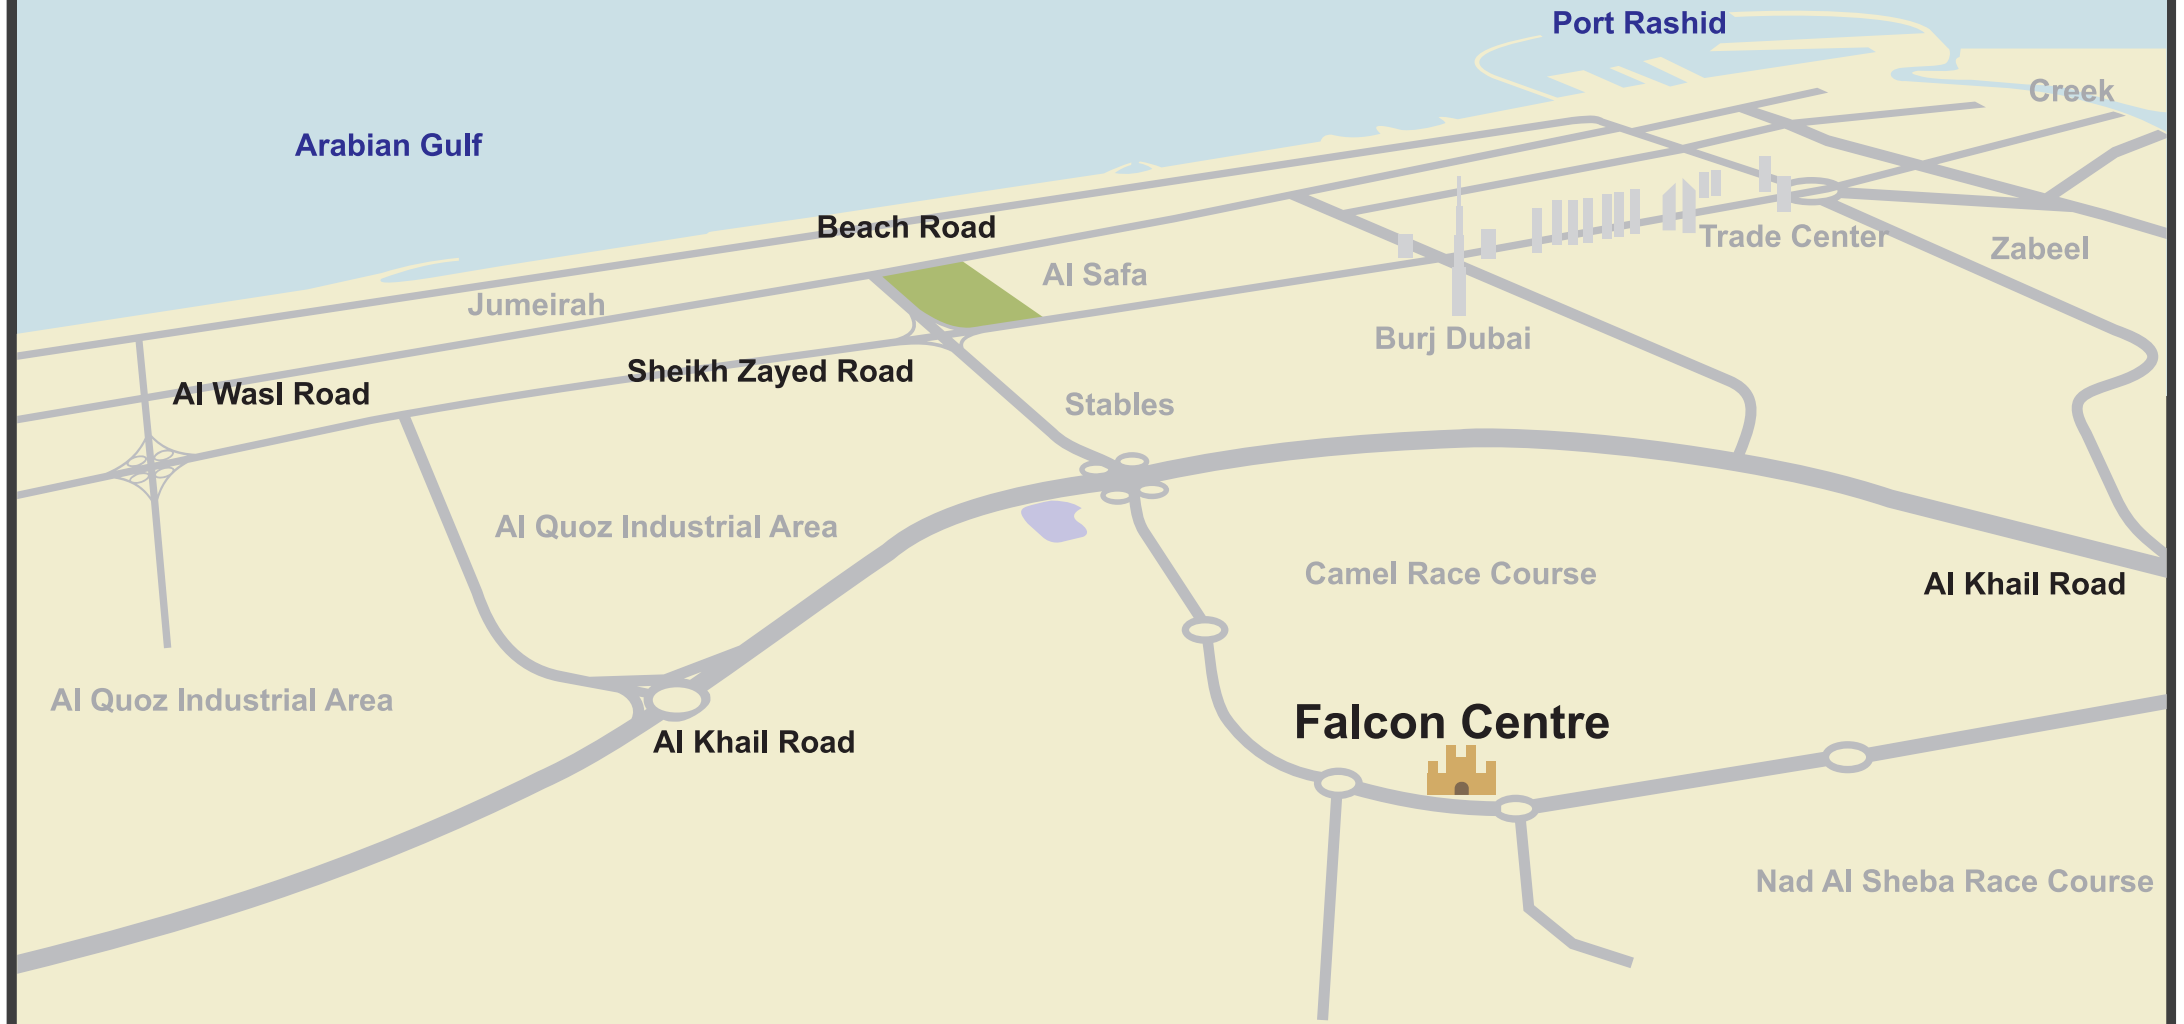 Port Rashid
Creek
Arabian Gulf
Beach Road
Trade Center
Zabeel
Al Safa
Jumeirah
Burj Dubai
Sheikh Zayed Road
Al Wasl Road
Stables
Al Quoz Industrial Area
Camel Race Course
Al Khail Road
Al Quoz Industrial Area
Falcon Centre
Al Khail Road
Nad Al Sheba Race Course